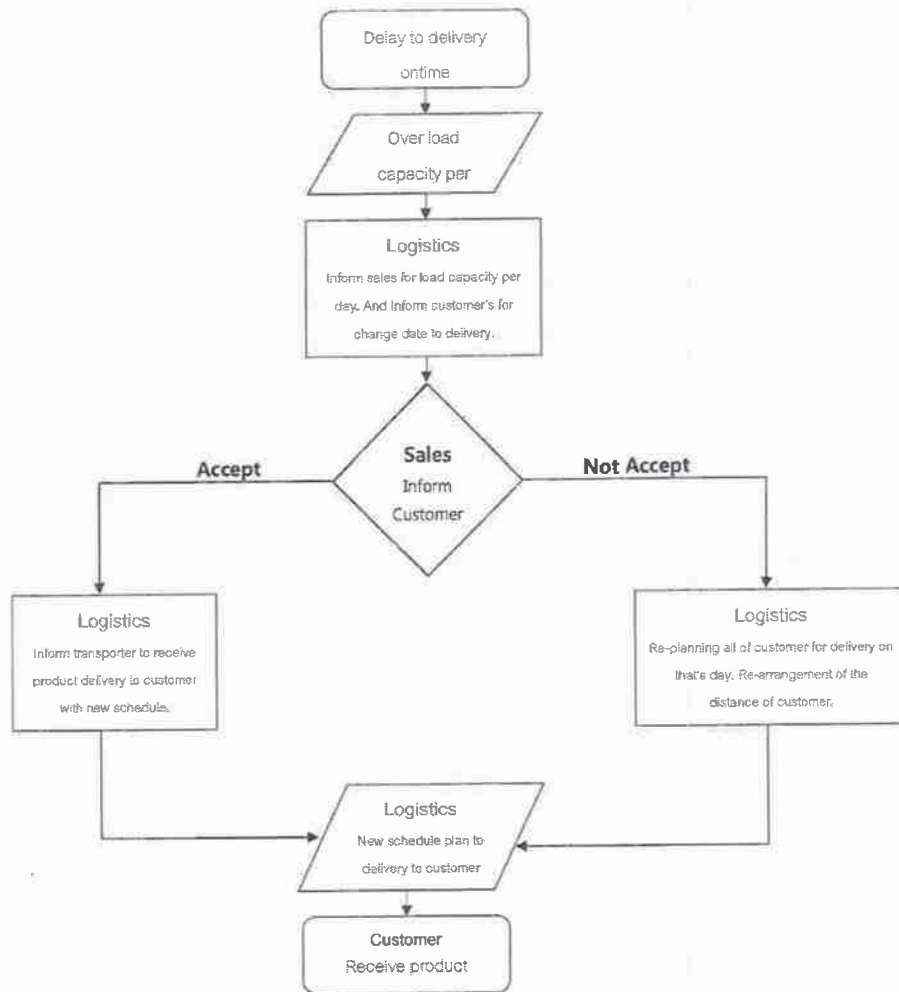 Delay to delivery
ontime
Over load
capacity per
Logistics
Inform sales for load capacity per
day. And Inform customer's for
change date to delivery.
Accept
Sales
Inform
Customer
Not Accept
Logistics
Inform transporter to receive
product delivery to customer
with new schedule.
Logistics
Re-planning all of customer for delivery on
that's day. Re-arrangement of the
distance of customer.
Logistics
New schedule plan to
delivery to customer
Customer
Receive product